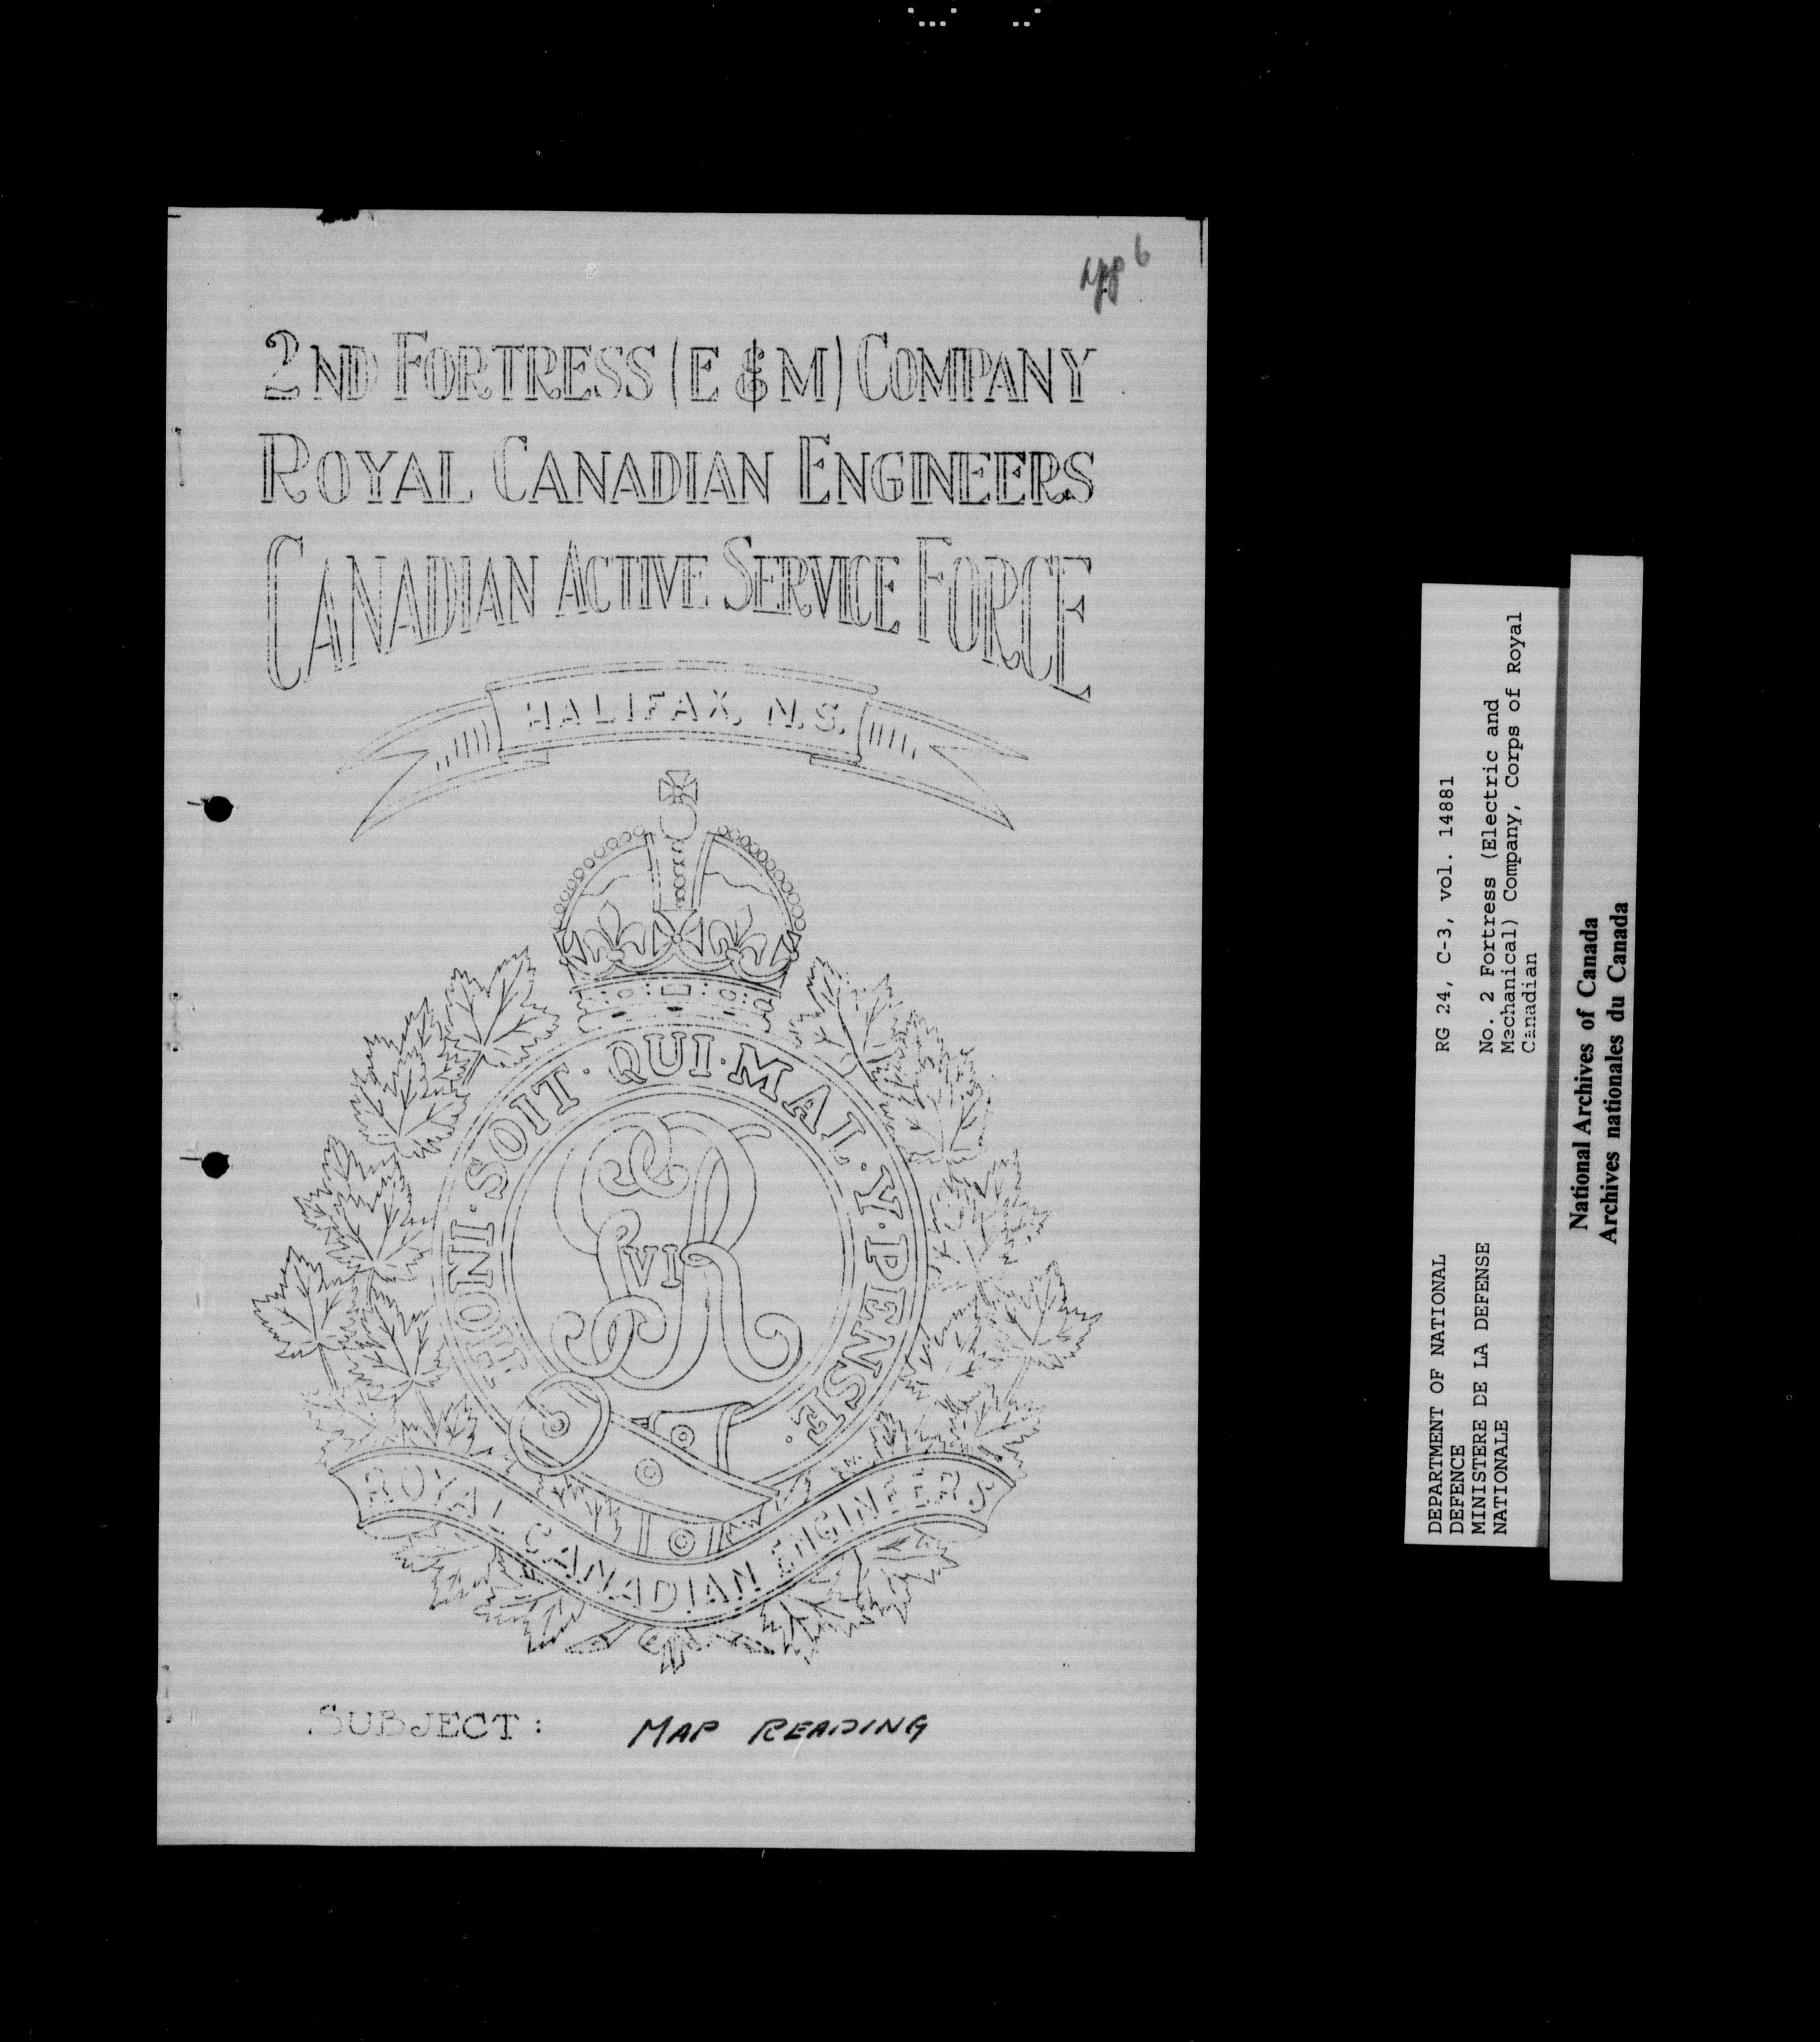 App 6
2ND FORTRESS (E & M) COMPANY
ROYAL CANADIAN ENGINEERS
CANADIAN ACTIVE SERVICE FORCE
HALIFAX, N.S.
HONI · SOIT · QUI · MAL · Y · PENSE ·
VI
ROYAL CANADIAN ENGINEERS
SUBJECT: MAP READING
DEPARTMENT OF NATIONAL
DEFENCE
MINISTERE DE LA DEFENSE
NATIONALE
RG 24, C-3, vol. 14881
No. 2 Fortress (Electric and
Mechanical) Company, Corps of Royal
Canadian
National Archives of Canada
Archives nationales du Canada